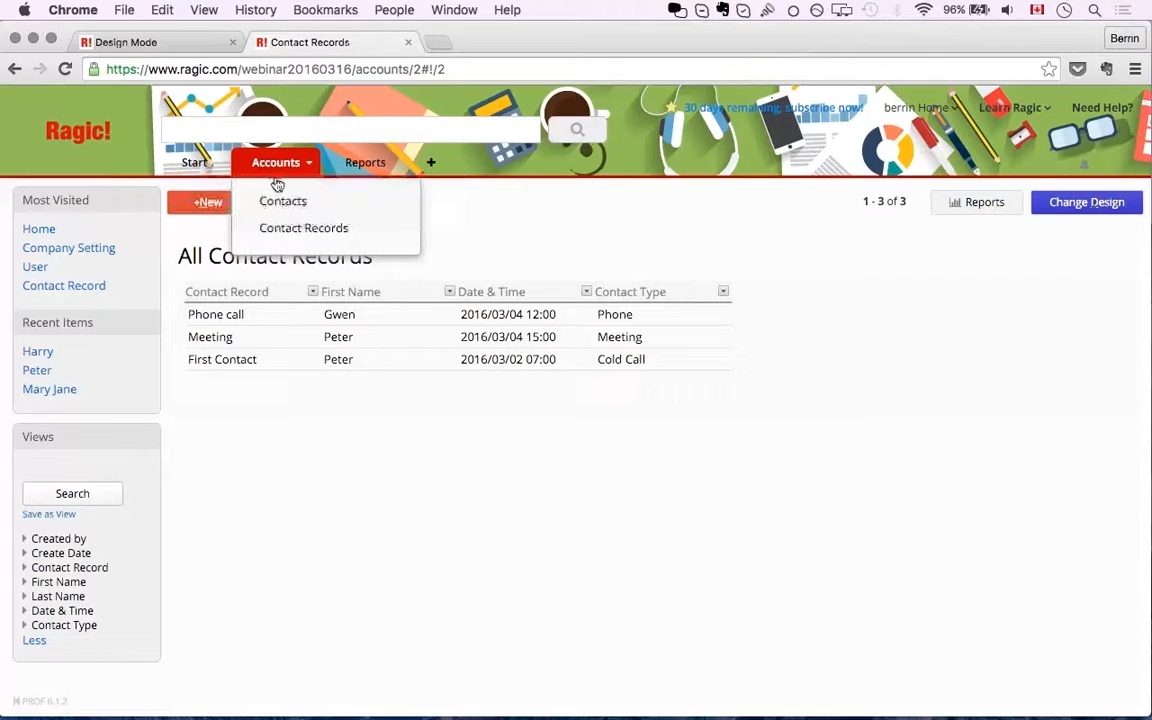 Chrome File Edit View History Bookmarks People Window Help 96%
R! Design Mode × R! Contact Records × Berrin
https://www.ragic.com/webinar20160316/accounts/2#!/2
30 days remaining, subscribe now! berrin Home Learn Ragic Need Help?
Ragic!
Start Accounts Reports +
Most Visited
Home
Company Setting
User
Contact Record
Recent Items
Harry
Peter
Mary Jane
Views
Search
Save as View
Created by
Create Date
Contact Record
First Name
Last Name
Date & Time
Contact Type
Less
+New
Contacts
Contact Records
1 - 3 of 3 Reports Change Design
All Contact Records
Contact Record First Name Date & Time Contact Type
Phone call Gwen 2016/03/04 12:00 Phone
Meeting Peter 2016/03/04 15:00 Meeting
First Contact Peter 2016/03/02 07:00 Cold Call
PROF 6.1.2